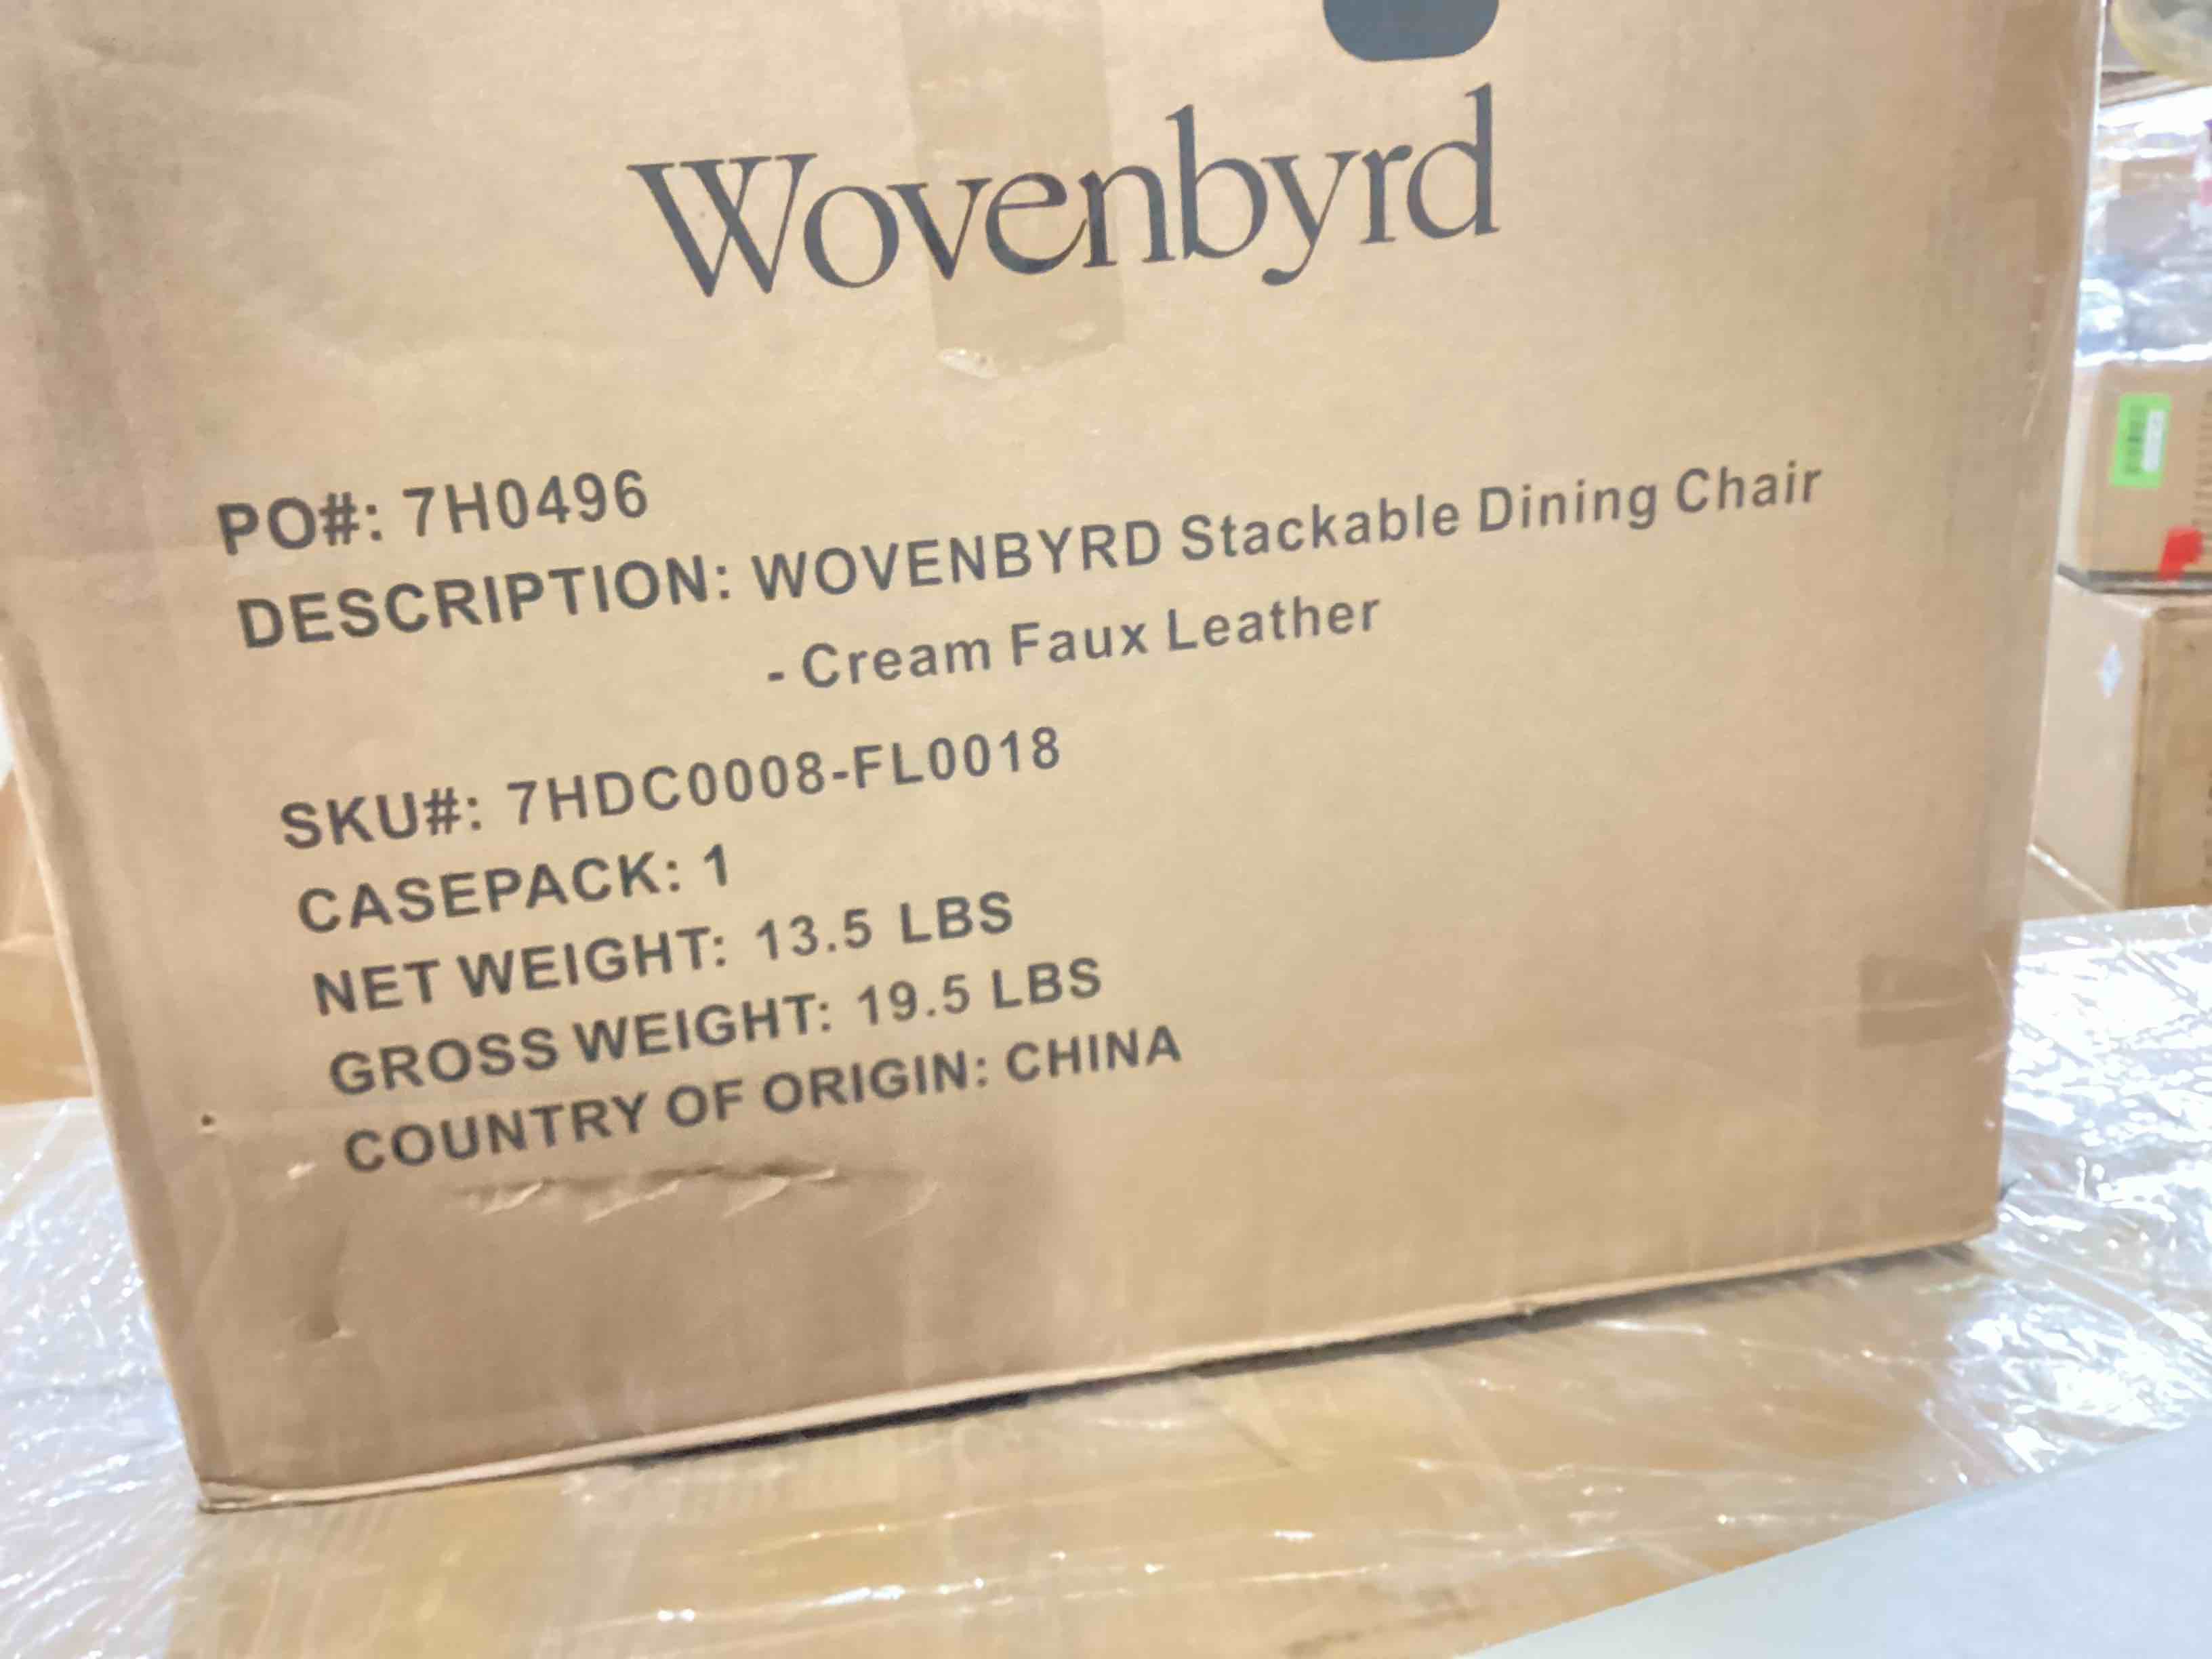 Wovenbyrd
PO#: 7H0496
DESCRIPTION: WOVENBYRD Stackable Dining Chair
- Cream Faux Leather
SKU#: 7HDC0008-FL0018
CASEPACK: 1
NET WEIGHT: 13.5 LBS
GROSS WEIGHT: 19.5 LBS
COUNTRY OF ORIGIN: CHINA